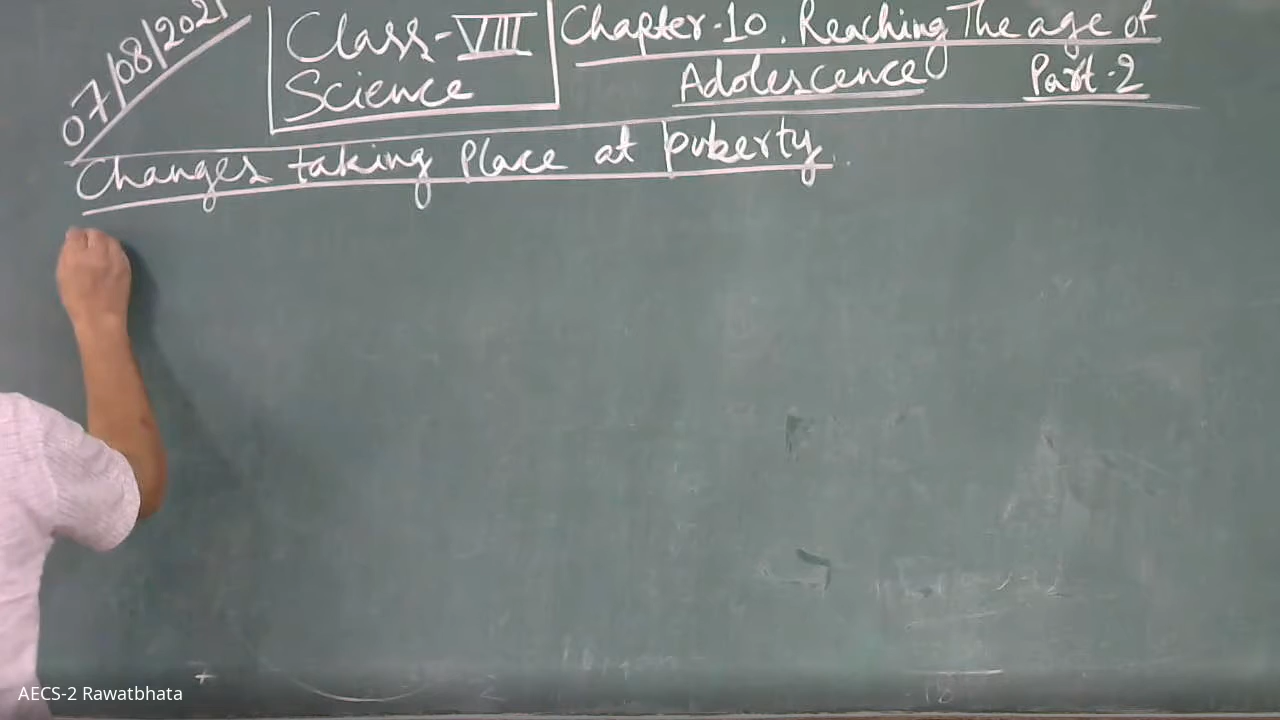 07/08/2021
Class-VIII
Science
Chapter-10. Reaching The age of
Adolescence Part-2
Changes taking Place at puberty
AECS-2 Rawatbhata